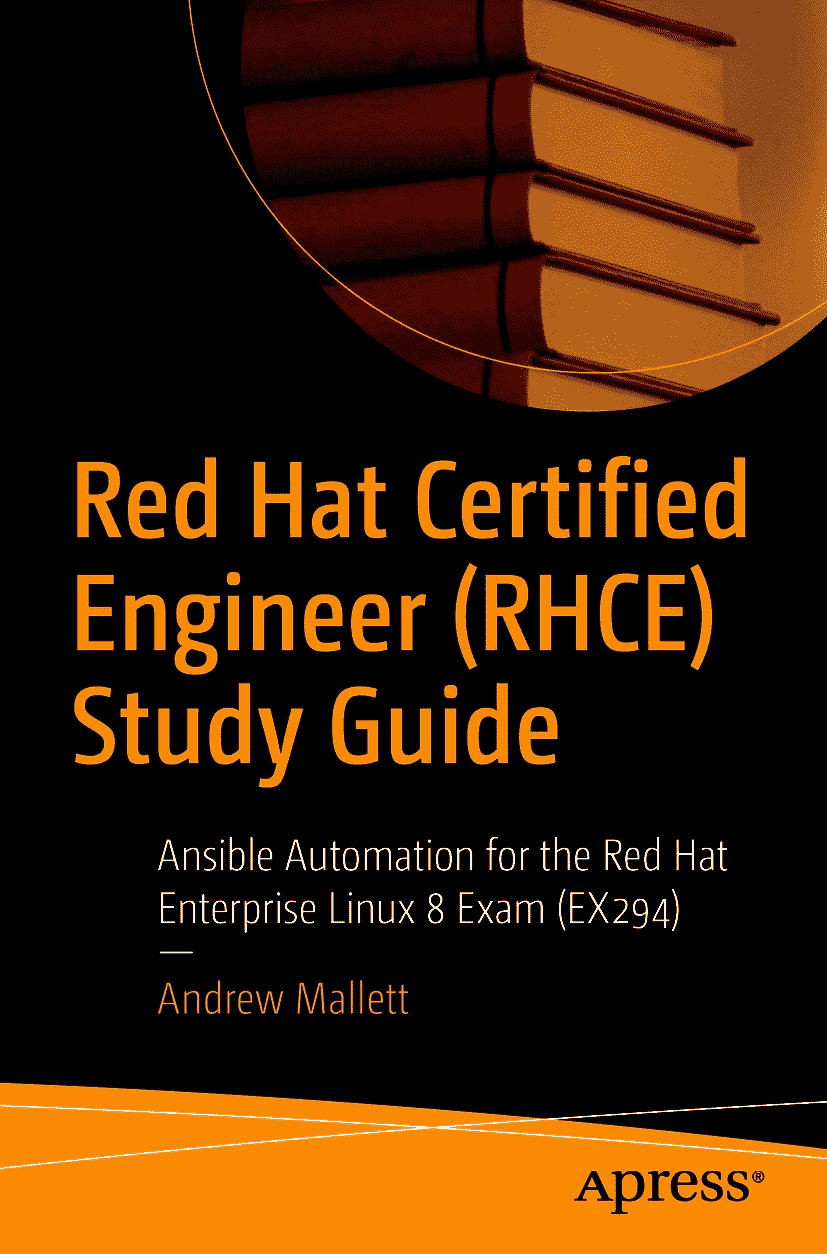 Red Hat Certified
Engineer (RHCE)
Study Guide
Ansible Automation for the Red Hat
Enterprise Linux 8 Exam (EX294)
—
Andrew Mallett
Apress®